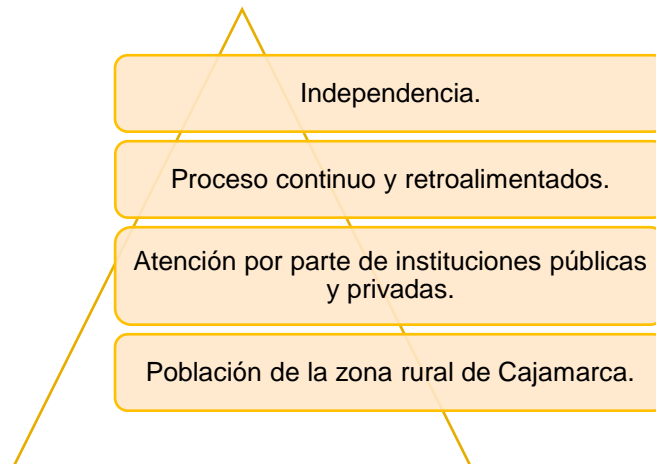 Independencia.
Proceso continuo y retroalimentados.
Atención por parte de instituciones públicas
y privadas.
Población de la zona rural de Cajamarca.